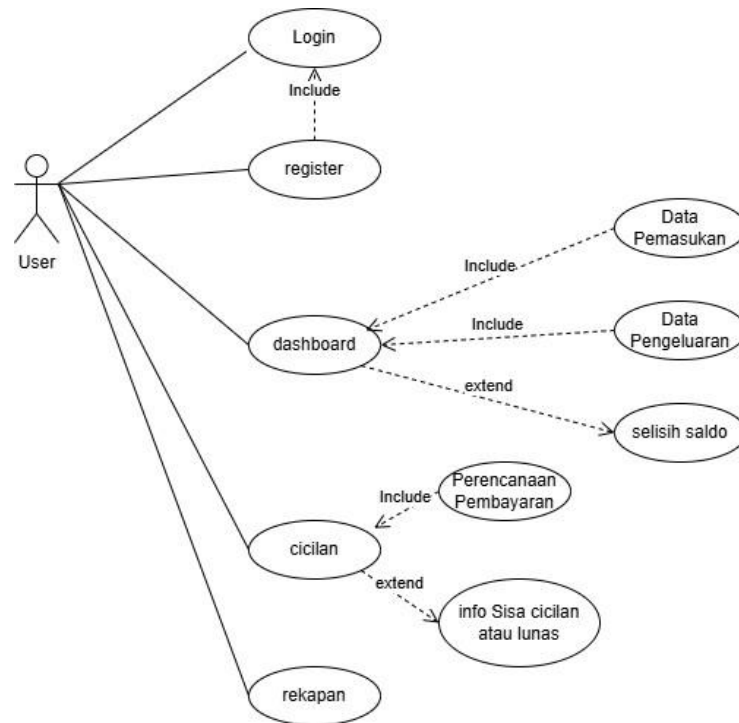 Login
Include
register
User
Data
Pemasukan
Include
Include
Data
Pengeluaran
dashboard
extend
selisih saldo
Perencanaan
Pembayaran
Include
cicilan
extend
info Sisa cicilan
atau lunas
rekapan